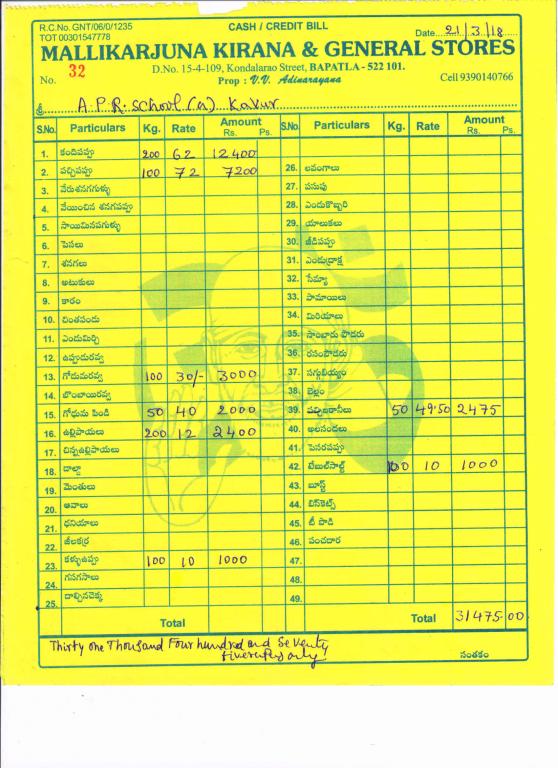 R.C.No. GNT/06/0/1235
TOT 00301547778
CASH / CREDIT BILL
Date 21/3/18
MALLIKARJUNA KIRANA & GENERAL STORES
No. 32
D.No. 15-4-109, Kondalarao Street, BAPATLA - 522 101.
Prop : V.V. Adinarayana
Cell 9390140766
శ్రీ A.P.R. School (n) Kavur
S.No. Particulars Kg. Rate Amount Rs. Ps. S.No. Particulars Kg. Rate Amount Rs. Ps.
1. కందిపప్పు 200 62 12400
2. పచ్చిపప్పు 100 72 7200
3. వేరుశనగగుళ్ళు
4. వేయించిన శనగపప్పు
5. సాయిమినపగుళ్ళు
6. పెసలు
7. శనగలు
8. అటుకులు
9. కారం
10. చింతపండు
11. ఎండుమిర్చి
12. ఉప్పుడురవ్వ
13. గోదుమరవ్వ 100 30/- 3000
14. బొంబాయిరవ్వ
15. గోధుమ పిండి 50 40 2000
16. ఉల్లిపాయలు 200 12 2400
17. చిన్నఉల్లిపాయలు
18. డాల్డా
19. మెంతులు
20. ఆవాలు
21. ధనియాలు
22. జీలకర్ర
23. కళ్ళుఉప్పు 100 10 1000
24. గసగసాలు
25. దాల్చినచెక్క
Total
26. లవంగాలు
27. పసుపు
28. ఎండుకొబ్బరి
29. యాలుకలు
30. జీడిపప్పు
31. ఎండుద్రాక్ష
32. సేమ్యా
33. పామాయిలు
34. మిరియాలు
35. సాంబారు పౌడరు
36. రసంపౌడరు
37. సగ్గుబియ్యం
38. బెల్లం
39. పచ్చిబఠాణీలు 50 49.50 2475
40. అలసందలు
41. పెసరపప్పు
42. టేబుల్‌సాల్ట్ 100 10 1000
43. బూస్ట్
44. బిస్‌కెట్స్
45. టీ పొడి
46. పంచదార
47.
48.
49.
Total 31475.00
Thirty one Thousand Four hundred and Seventy
five only
సంతకం